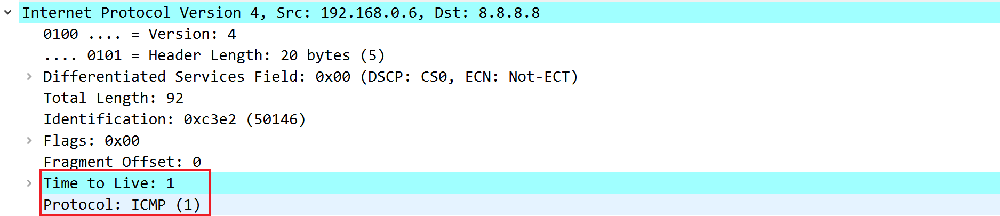 Internet Protocol Version 4, Src: 192.168.0.6, Dst: 8.8.8.8
0100 .... = Version: 4
.... 0101 = Header Length: 20 bytes (5)
Differentiated Services Field: 0x00 (DSCP: CS0, ECN: Not-ECT)
Total Length: 92
Identification: 0xc3e2 (50146)
Flags: 0x00
Fragment Offset: 0
Time to Live: 1
Protocol: ICMP (1)